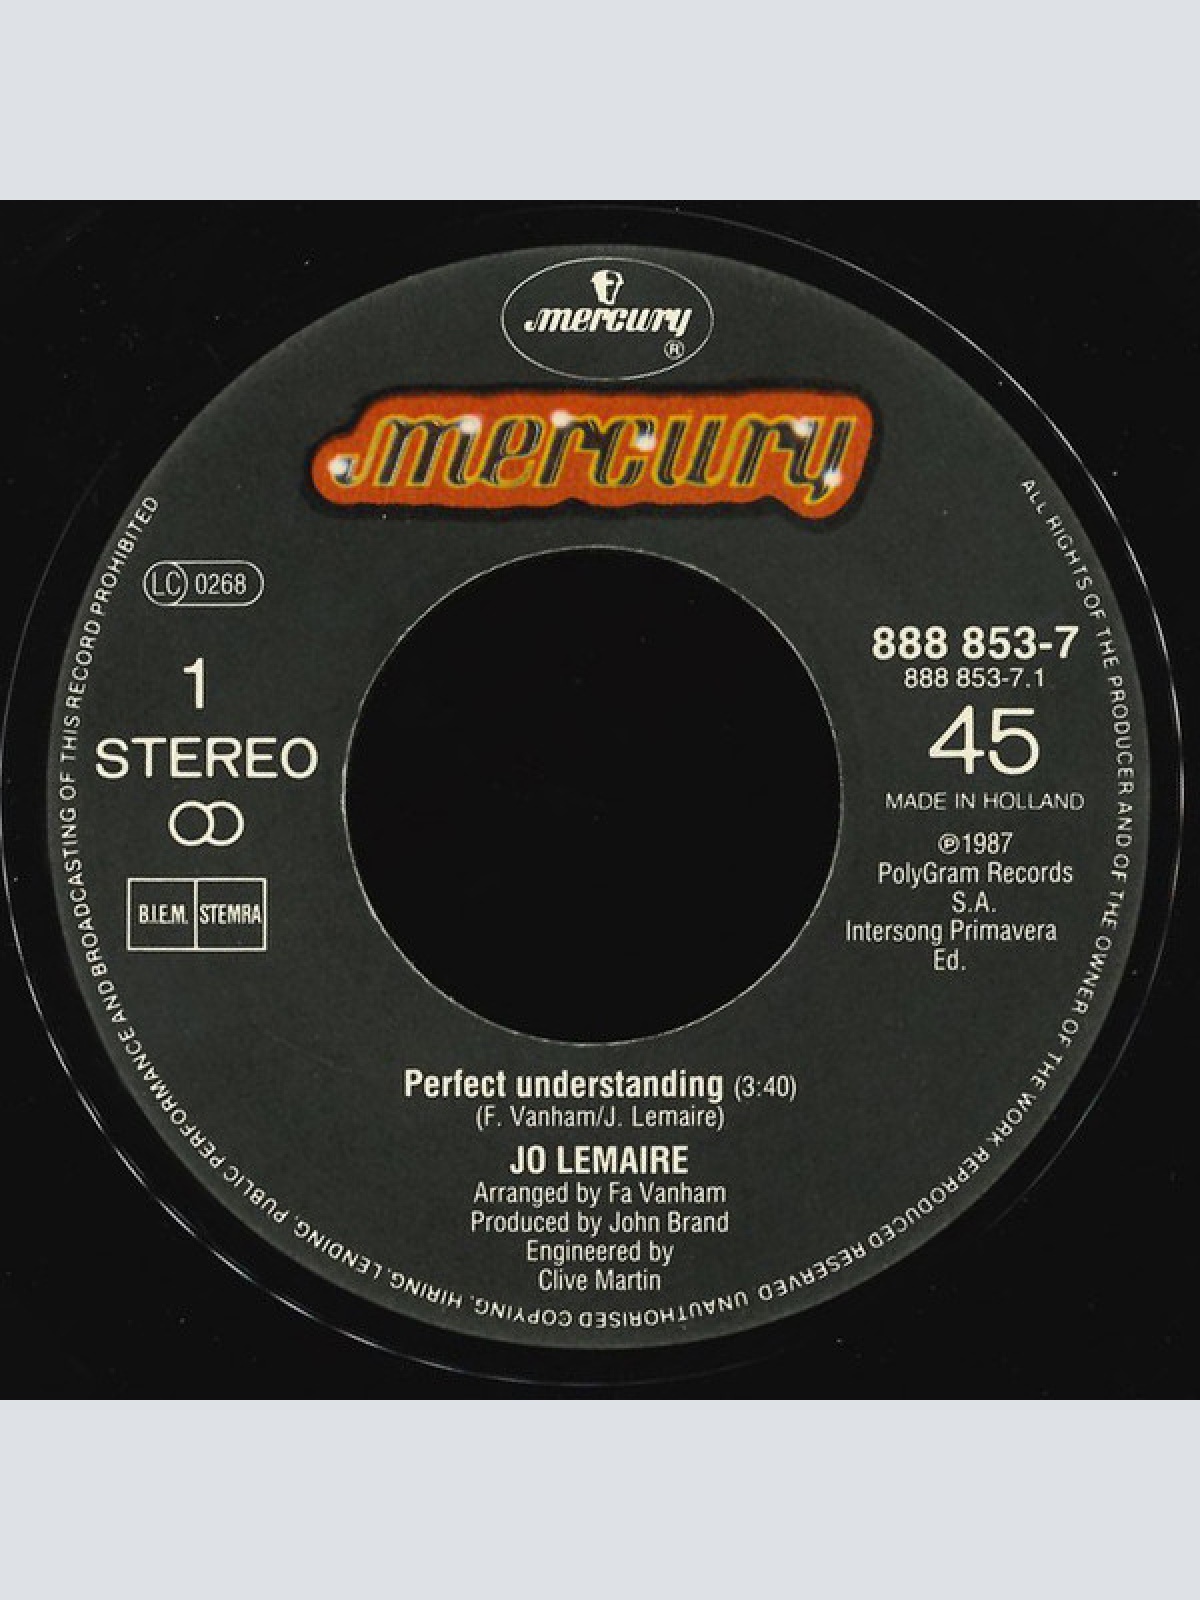 mercury
®
mercury
LC 0268
1
STEREO
B.I.E.M. STEMRA
888 853-7
888 853-7.1
45
MADE IN HOLLAND
℗1987
PolyGram Records
S.A.
Intersong Primavera
Ed.
Perfect understanding (3:40)
(F. Vanham/J. Lemaire)
JO LEMAIRE
Arranged by Fa Vanham
Produced by John Brand
Engineered by
Clive Martin
ALL RIGHTS OF THE PRODUCER AND OF THE OWNER OF THE WORK REPRODUCED RESERVED UNAUTHORISED COPYING, HIRING, LENDING, PUBLIC PERFORMANCE AND BROADCASTING OF THIS RECORD PROHIBITED